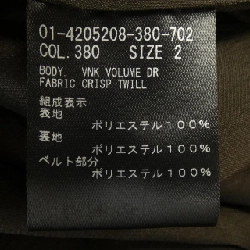 01-4205208-380-702
COL.380 SIZE 2
BODY. VNK VOLUVE DR
FABRIC CRISP TWILL
組成表示
表地
ポリエステル100%
裏地
ポリエステル100%
ベルト部分
ポリエステル100%